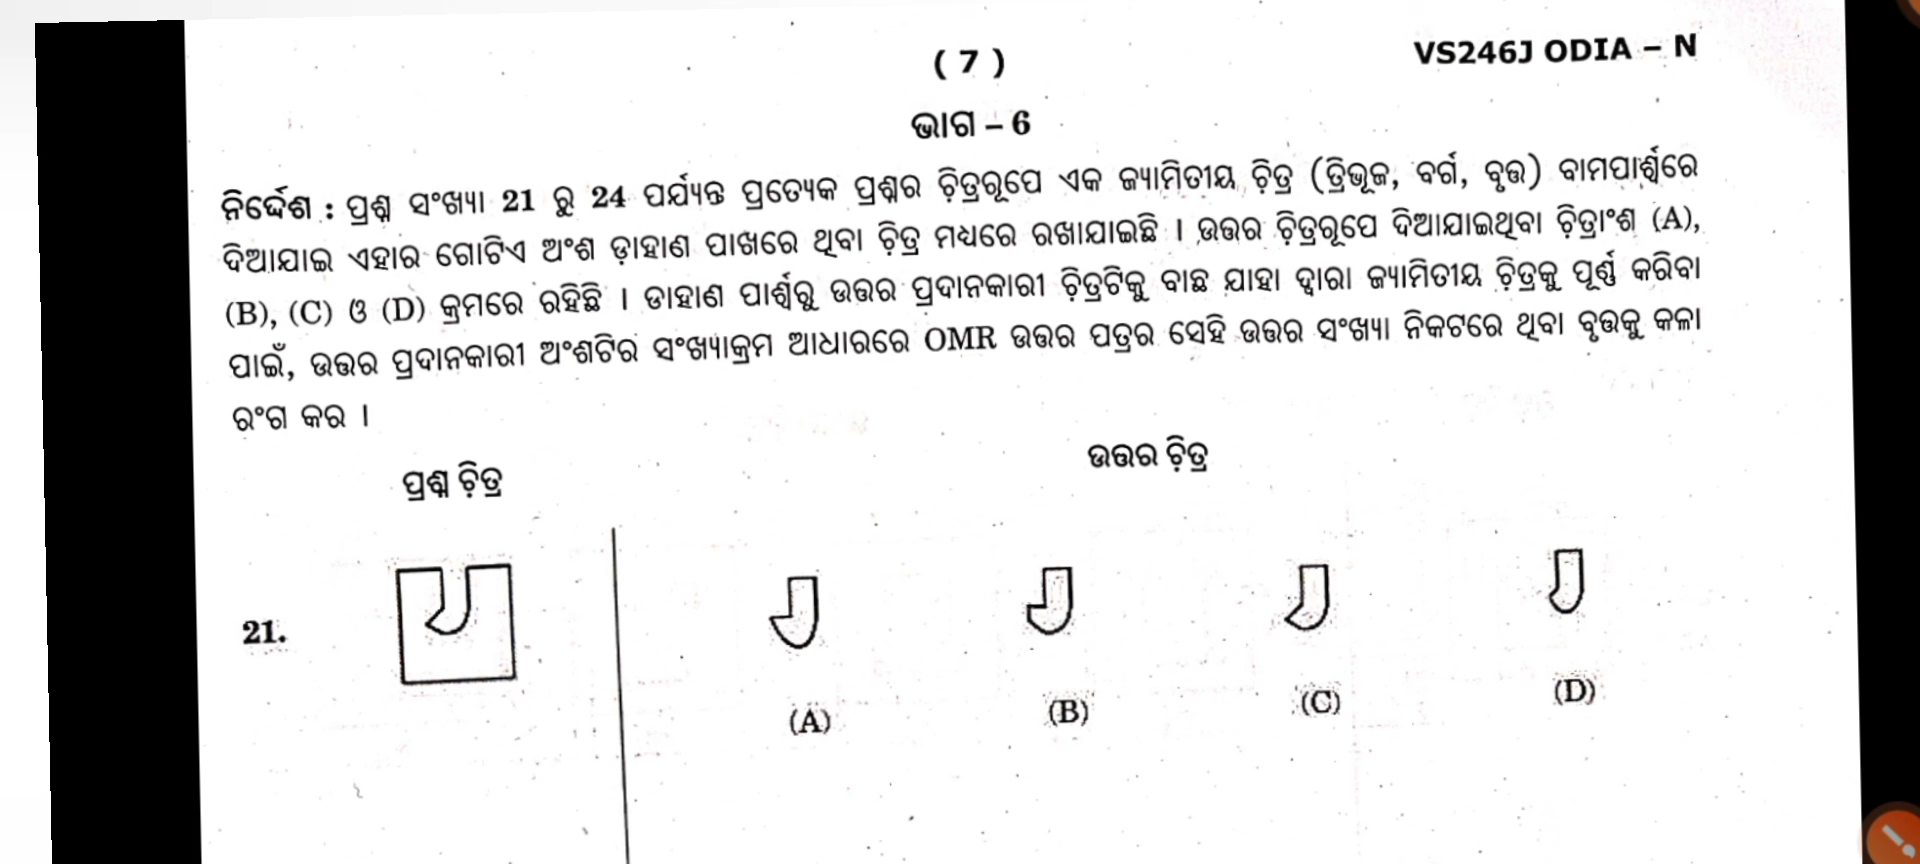 ( 7 )
VS246J ODIA – N
ଭାଗ – 6
ନିର୍ଦ୍ଦେଶ : ପ୍ରଶ୍ନ ସଂଖ୍ୟା 21 ରୁ 24 ପର୍ଯ୍ୟନ୍ତ ପ୍ରତ୍ୟେକ ପ୍ରଶ୍ନର ଚିତ୍ରରୂପେ ଏକ ଜ୍ୟାମିତୀୟ ଚିତ୍ର (ତ୍ରିଭୂଜ, ବର୍ଗ, ବୃତ୍ତ) ବାମପାର୍ଶ୍ଵରେ
ଦିଆଯାଇ ଏହାର ଗୋଟିଏ ଅଂଶ ଡ଼ାହାଣ ପାଖରେ ଥିବା ଚିତ୍ର ମଧ୍ୟରେ ରଖାଯାଇଛି । ଉତ୍ତର ଚିତ୍ରରୂପେ ଦିଆଯାଇଥିବା ଚିତ୍ରାଂଶ (A),
(B), (C) ଓ (D) କ୍ରମରେ ରହିଛି । ଡାହାଣ ପାର୍ଶ୍ଵରୁ ଉତ୍ତର ପ୍ରଦାନକାରୀ ଚିତ୍ରଟିକୁ ବାଛ ଯାହା ଦ୍ଵାରା ଜ୍ୟାମିତୀୟ ଚିତ୍ରକୁ ପୂର୍ଣ୍ଣ କରିବା
ପାଇଁ, ଉତ୍ତର ପ୍ରଦାନକାରୀ ଅଂଶଟିର ସଂଖ୍ୟାକ୍ରମ ଆଧାରରେ OMR ଉତ୍ତର ପତ୍ରର ସେହି ଉତ୍ତର ସଂଖ୍ୟା ନିକଟରେ ଥିବା ବୃତ୍ତକୁ କଳା
ରଂଗ କର ।
ପ୍ରଶ୍ନ ଚିତ୍ର
ଉତ୍ତର ଚିତ୍ର
21.
(A)
(B)
(C)
(D)